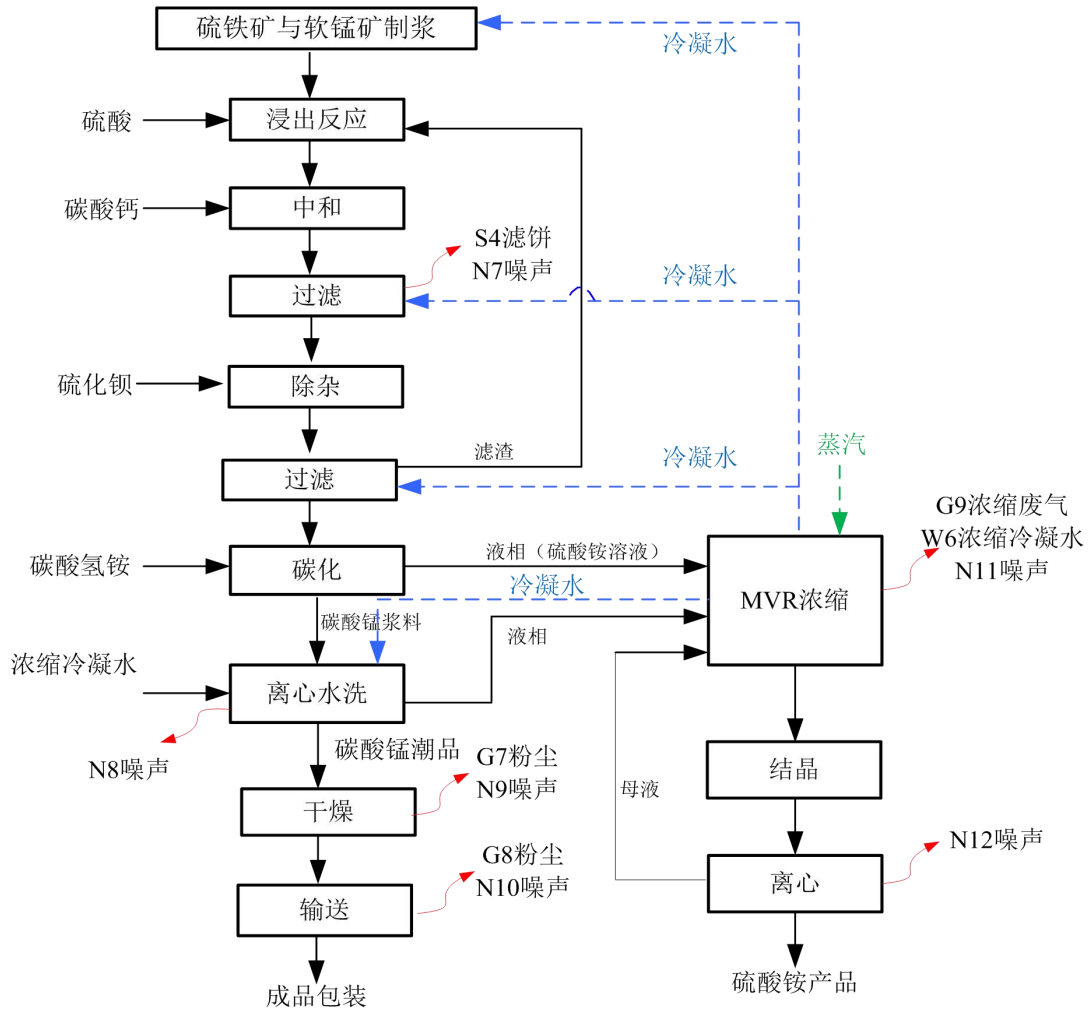 硫铁矿与软锰矿制浆
冷凝水
硫酸
浸出反应
碳酸钙
中和
S4滤饼
N7噪声
过滤
冷凝水
硫化钡
除杂
滤渣
过滤
冷凝水
蒸汽
G9浓缩废气
W6浓缩冷凝水
N11噪声
碳酸氢铵
碳化
液相（硫酸铵溶液）
MVR浓缩
冷凝水
碳酸锰浆料
液相
浓缩冷凝水
离心水洗
N8噪声
碳酸锰潮品
G7粉尘
N9噪声
干燥
母液
结晶
G8粉尘
N10噪声
N12噪声
输送
离心
成品包装
硫酸铵产品